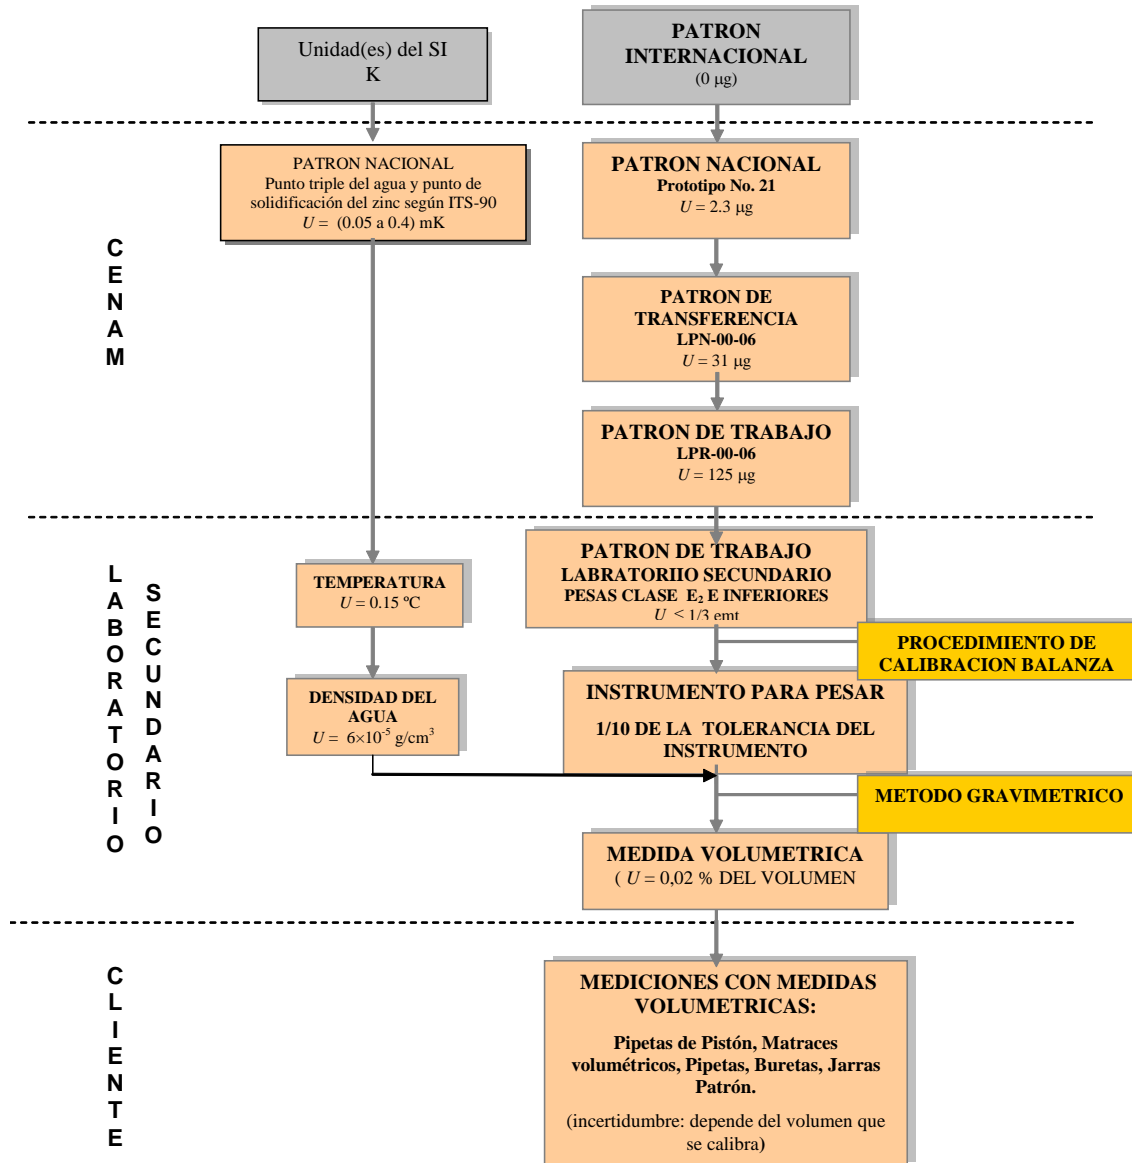 Unidad(es) del SI
K
PATRON
INTERNACIONAL
(0 µg)
PATRON NACIONAL
Punto triple del agua y punto de
solidificación del zinc según ITS-90
U = (0.05 a 0.4) mK
PATRON NACIONAL
Prototipo No. 21
U = 2.3 µg
CENAM
PATRON DE
TRANSFERENCIA
LPN-00-06
U = 31 µg
PATRON DE TRABAJO
LPR-00-06
U = 125 µg
LABORATORIO
SECUNDARIO
TEMPERATURA
U = 0.15 ºC
PATRON DE TRABAJO
LABRATORIIO SECUNDARIO
PESAS CLASE E₂ E INFERIORES
U < 1/3 emt
PROCEDIMIENTO DE
CALIBRACION BALANZA
DENSIDAD DEL
AGUA
U = 6×10⁻⁵ g/cm³
INSTRUMENTO PARA PESAR
1/10 DE LA TOLERANCIA DEL
INSTRUMENTO
METODO GRAVIMETRICO
MEDIDA VOLUMETRICA
( U = 0,02 % DEL VOLUMEN
CLIENTE
MEDICIONES CON MEDIDAS
VOLUMETRICAS:
Pipetas de Pistón, Matraces
volumétricos, Pipetas, Buretas, Jarras
Patrón.
(incertidumbre: depende del volumen que
se calibra)